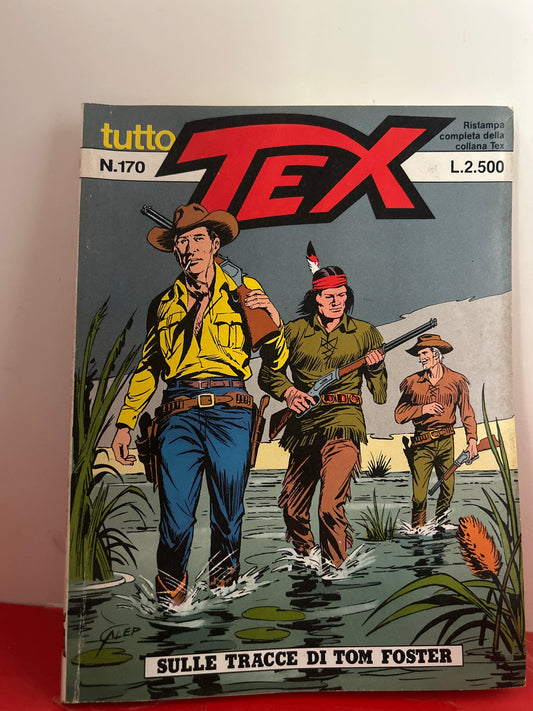 tutto
TEX
N.170
Ristampa
completa della
collana Tex
L.2.500
GALEP
SULLE TRACCE DI TOM FOSTER